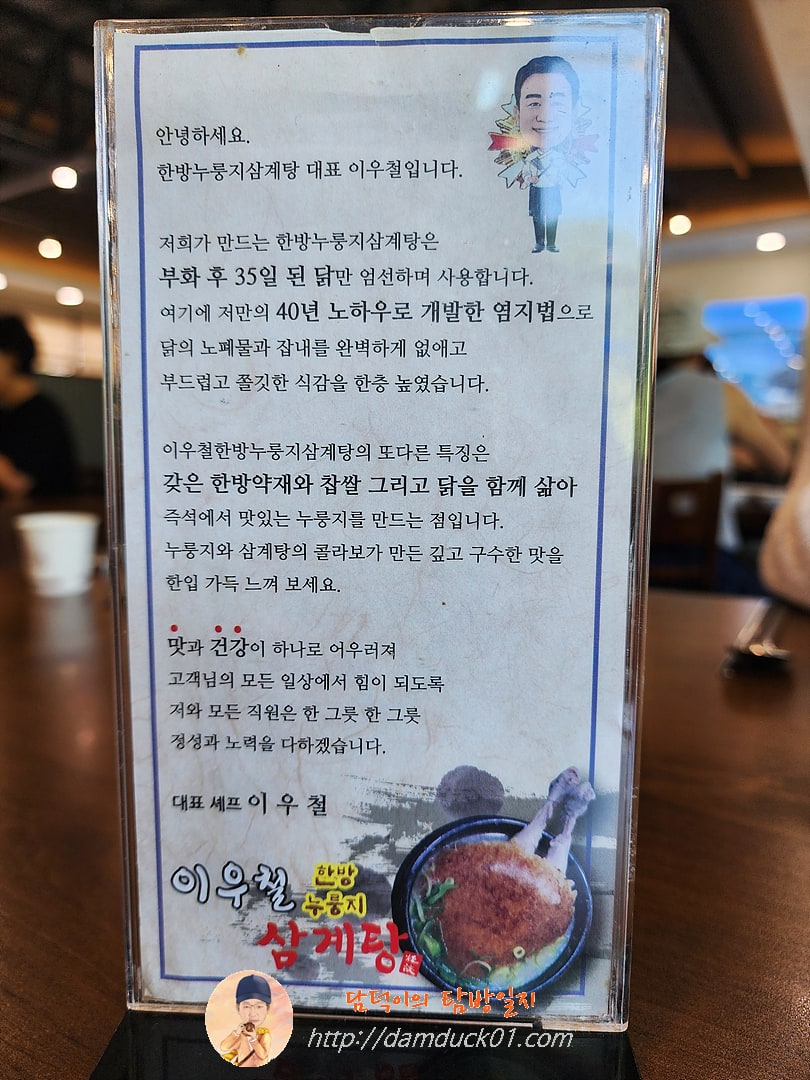 안녕하세요.
한방누룽지삼계탕 대표 이우철입니다.
저희가 만드는 한방누룽지삼계탕은
부화 후 35일 된 닭만 엄선하며 사용합니다.
여기에 저만의 40년 노하우로 개발한 염지법으로
닭의 노폐물과 잡내를 완벽하게 없애고
부드럽고 쫄깃한 식감을 한층 높였습니다.
이우철한방누룽지삼계탕의 또다른 특징은
갖은 한방약재와 찹쌀 그리고 닭을 함께 삶아
즉석에서 맛있는 누룽지를 만드는 점입니다.
누룽지와 삼계탕의 콜라보가 만든 깊고 구수한 맛을
한입 가득 느껴 보세요.
맛과 건강이 하나로 어우러져
고객님의 모든 일상에서 힘이 되도록
저와 모든 직원은 한 그릇 한 그릇
정성과 노력을 다하겠습니다.
대표 셰프 이우철
이우철 한방
누룽지
삼계탕
담덕이의 탐방일지
http://damduck01.com